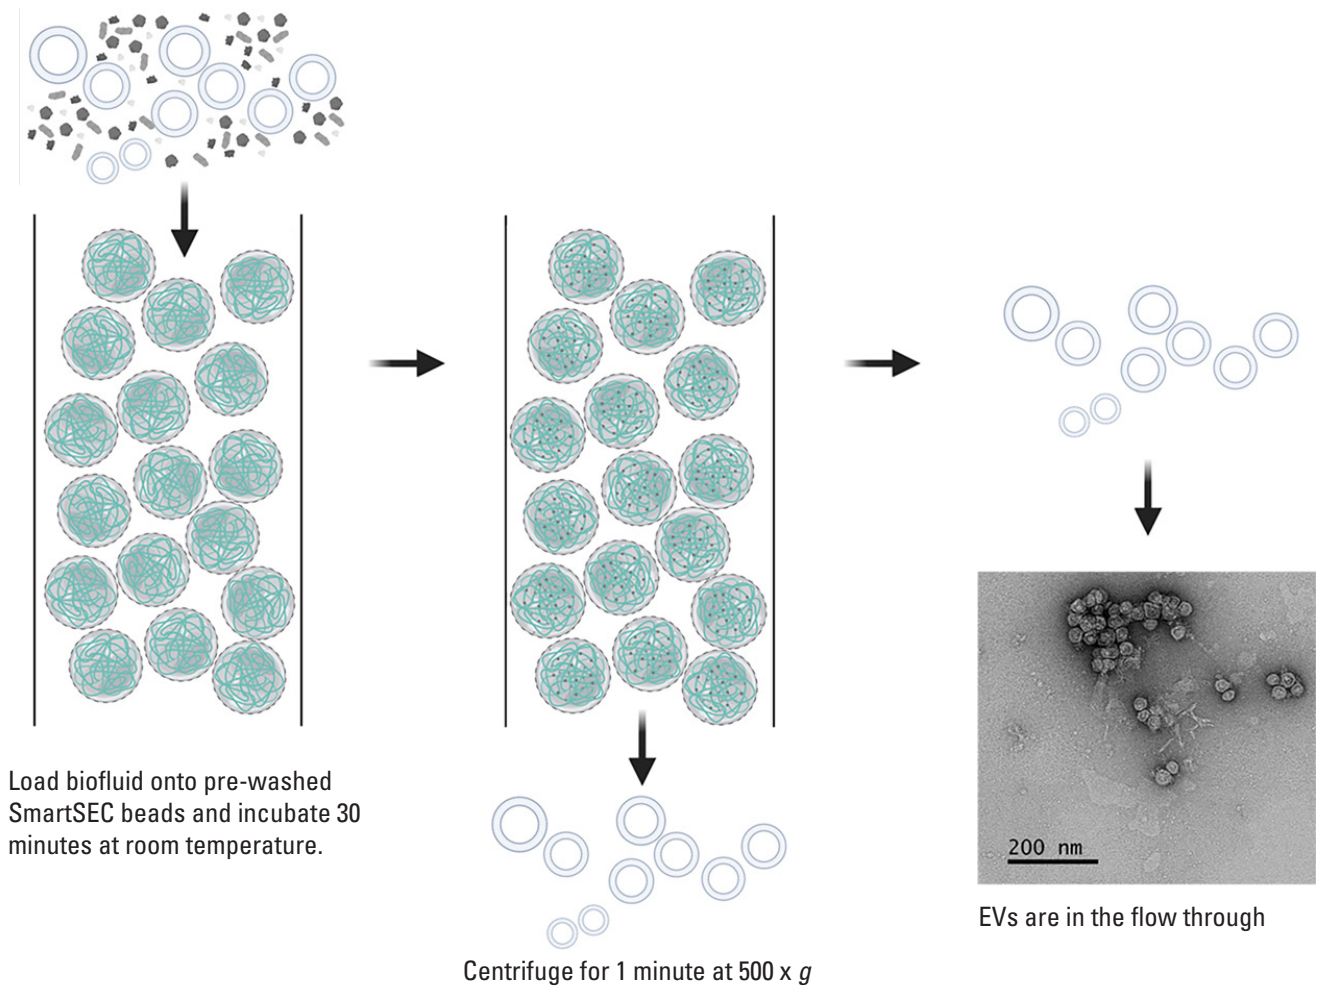 Load biofluid onto pre-washed
SmartSEC beads and incubate 30
minutes at room temperature.
Centrifuge for 1 minute at 500 x g
200 nm
EVs are in the flow through